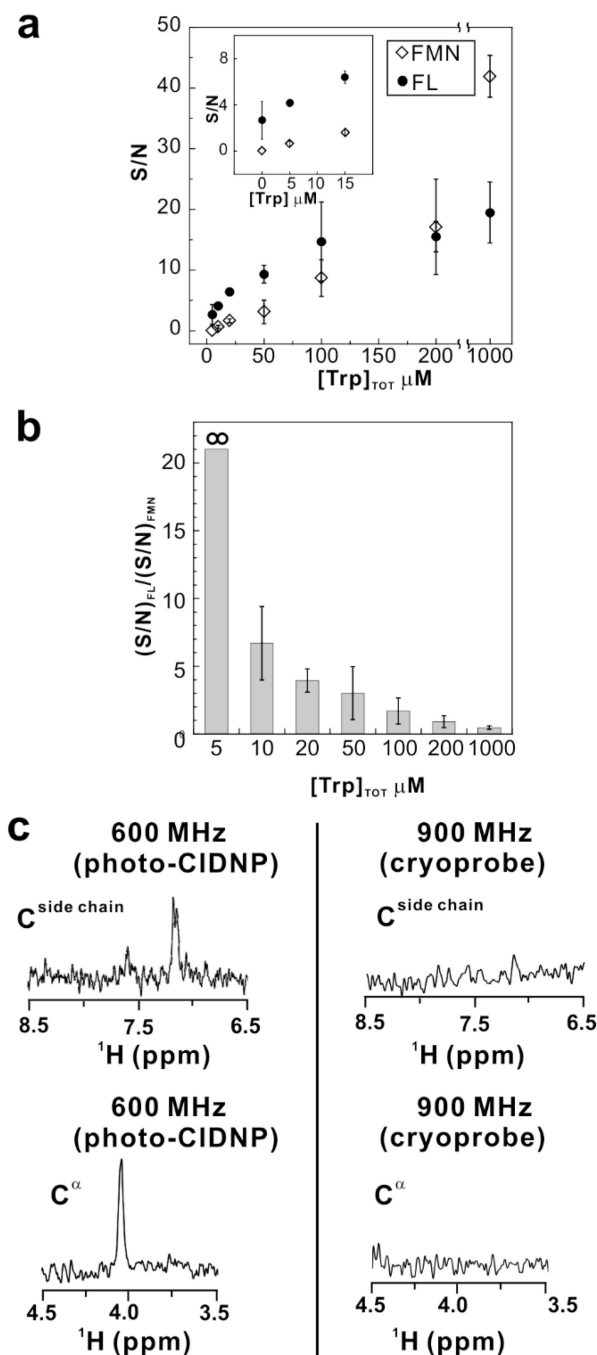 a
50
40
30
20
10
0
S/N
8
4
0
S/N
0 5 10 15
[Trp] μM
FMN
FL
0 50 100 150 200 1000
[Trp]TOT μM
b
∞
20
15
10
5
0
(S/N)FL/(S/N)FMN
5 10 20 50 100 200 1000
[Trp]TOT μM
c
600 MHz
(photo-CIDNP)
C side chain
8.5 7.5 6.5
1H (ppm)
900 MHz
(cryoprobe)
C side chain
8.5 7.5 6.5
1H (ppm)
600 MHz
(photo-CIDNP)
Cα
4.5 4.0 3.5
1H (ppm)
900 MHz
(cryoprobe)
Cα
4.5 4.0 3.5
1H (ppm)